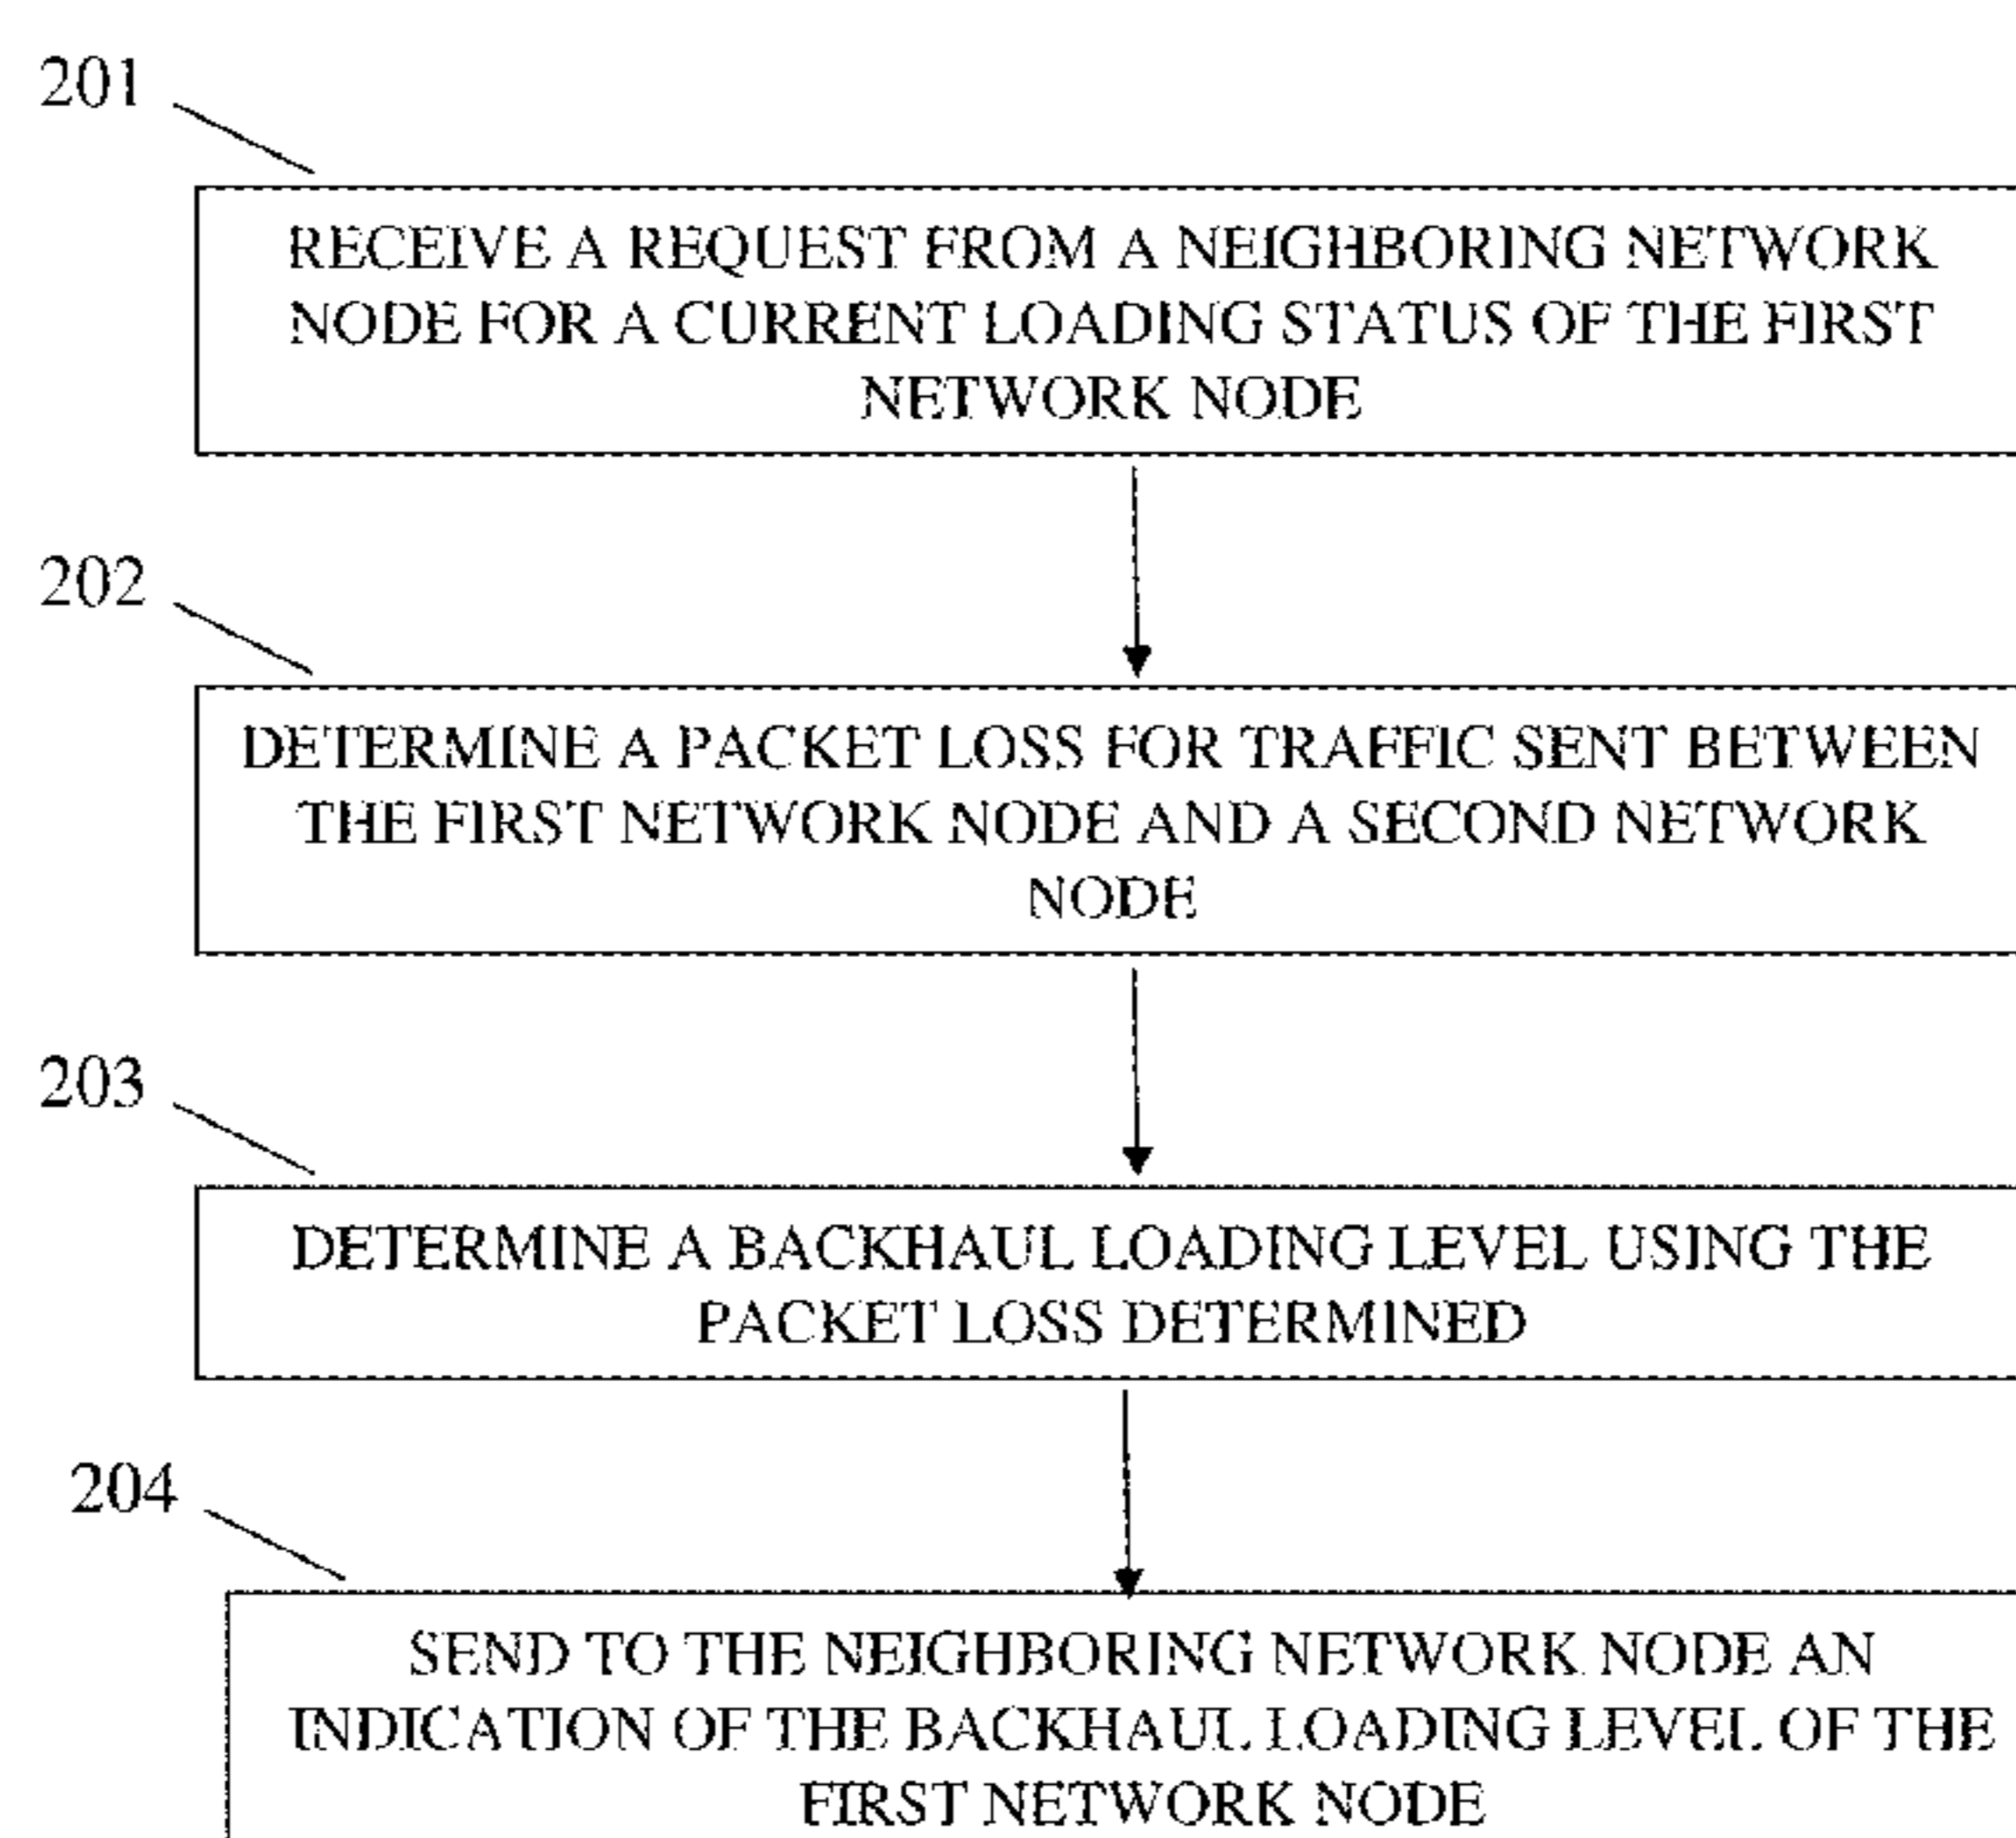 201
RECEIVE A REQUEST FROM A NEIGHBORING NETWORK
NODE FOR A CURRENT LOADING STATUS OF THE FIRST
NETWORK NODE
202
DETERMINE A PACKET LOSS FOR TRAFFIC SENT BETWEEN
THE FIRST NETWORK NODE AND A SECOND NETWORK
NODE
203
DETERMINE A BACKHAUL LOADING LEVEL USING THE
PACKET LOSS DETERMINED
204
SEND TO THE NEIGHBORING NETWORK NODE AN
INDICATION OF THE BACKHAUL LOADING LEVEL OF THE
FIRST NETWORK NODE